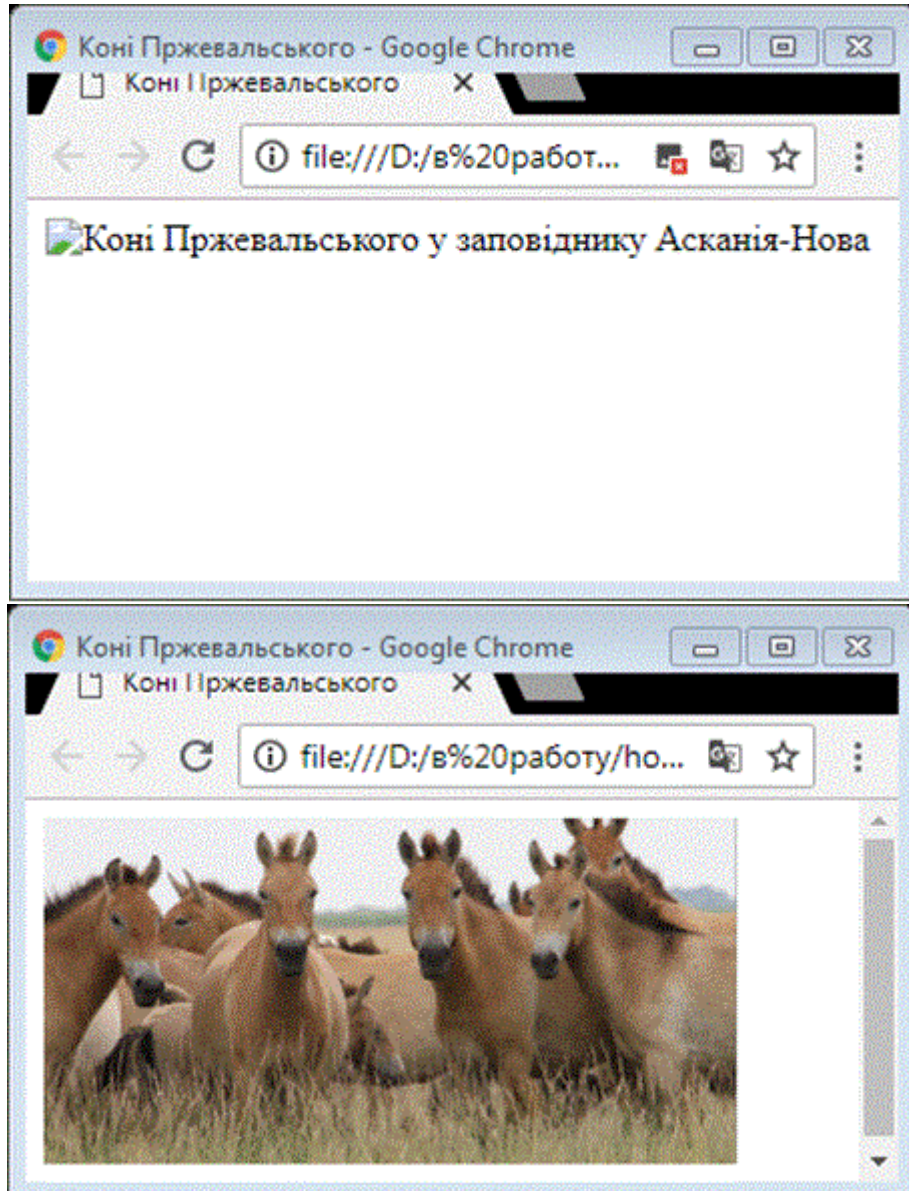 Коні Пржевальського - Google Chrome
Коні Пржевальського
file:///D:/в%20работ...
Коні Пржевальського у заповіднику Асканія-Нова
Коні Пржевальського - Google Chrome
Коні Пржевальського
file:///D:/в%20работу/ho...